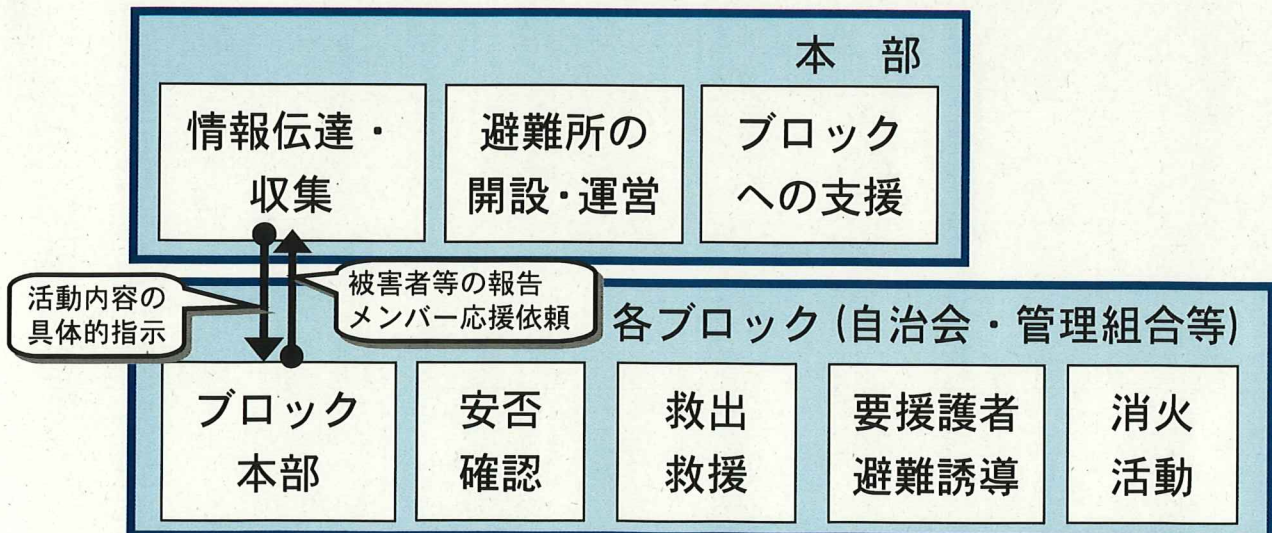 本 部
情報伝達・
収集
避難所の
開設・運営
ブロック
への支援
活動内容の
具体的指示
被害者等の報告
メンバー応援依頼
各ブロック(自治会・管理組合等)
ブロック
本部
安否
確認
救出
救援
要援護者
避難誘導
消火
活動